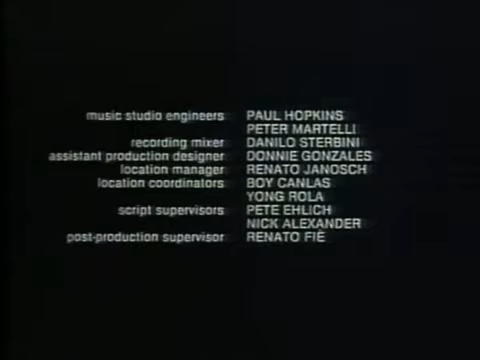 music studio engineers PAUL HOPKINS
PETER MARTELLI
recording mixer DANILO STERBINI
assistant production designer DONNIE GONZALES
location manager RENATO JANOSCH
location coordinators BOY CANLAS
YONG ROLA
script supervisors PETE EHLICH
NICK ALEXANDER
post-production supervisor RENATO FIÈ